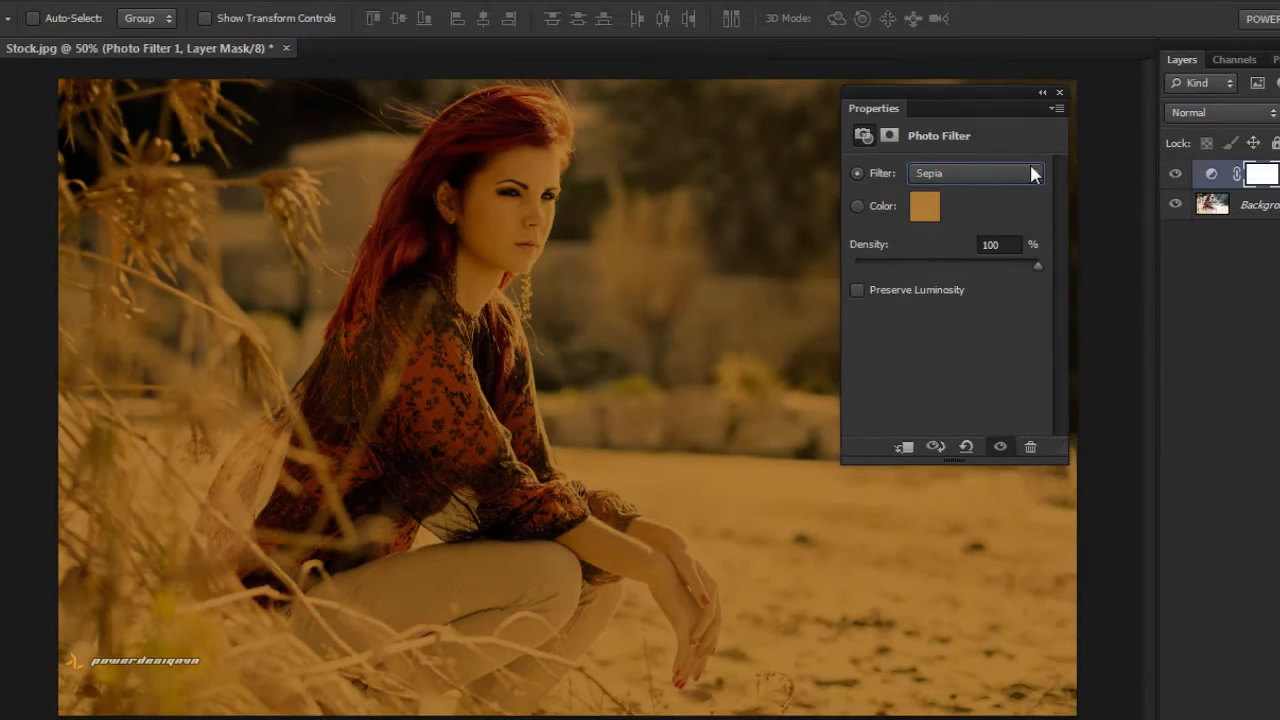 Auto-Select: Group Show Transform Controls 3D Mode: POWER
Stock.jpg @ 50% (Photo Filter 1, Layer Mask/8) * ×
Layers Channels P
Properties
Kind
Photo Filter
Normal
Lock:
Filter: Sepia
Color:
Backgro
Density: 100 %
Preserve Luminosity
powerdesignvn